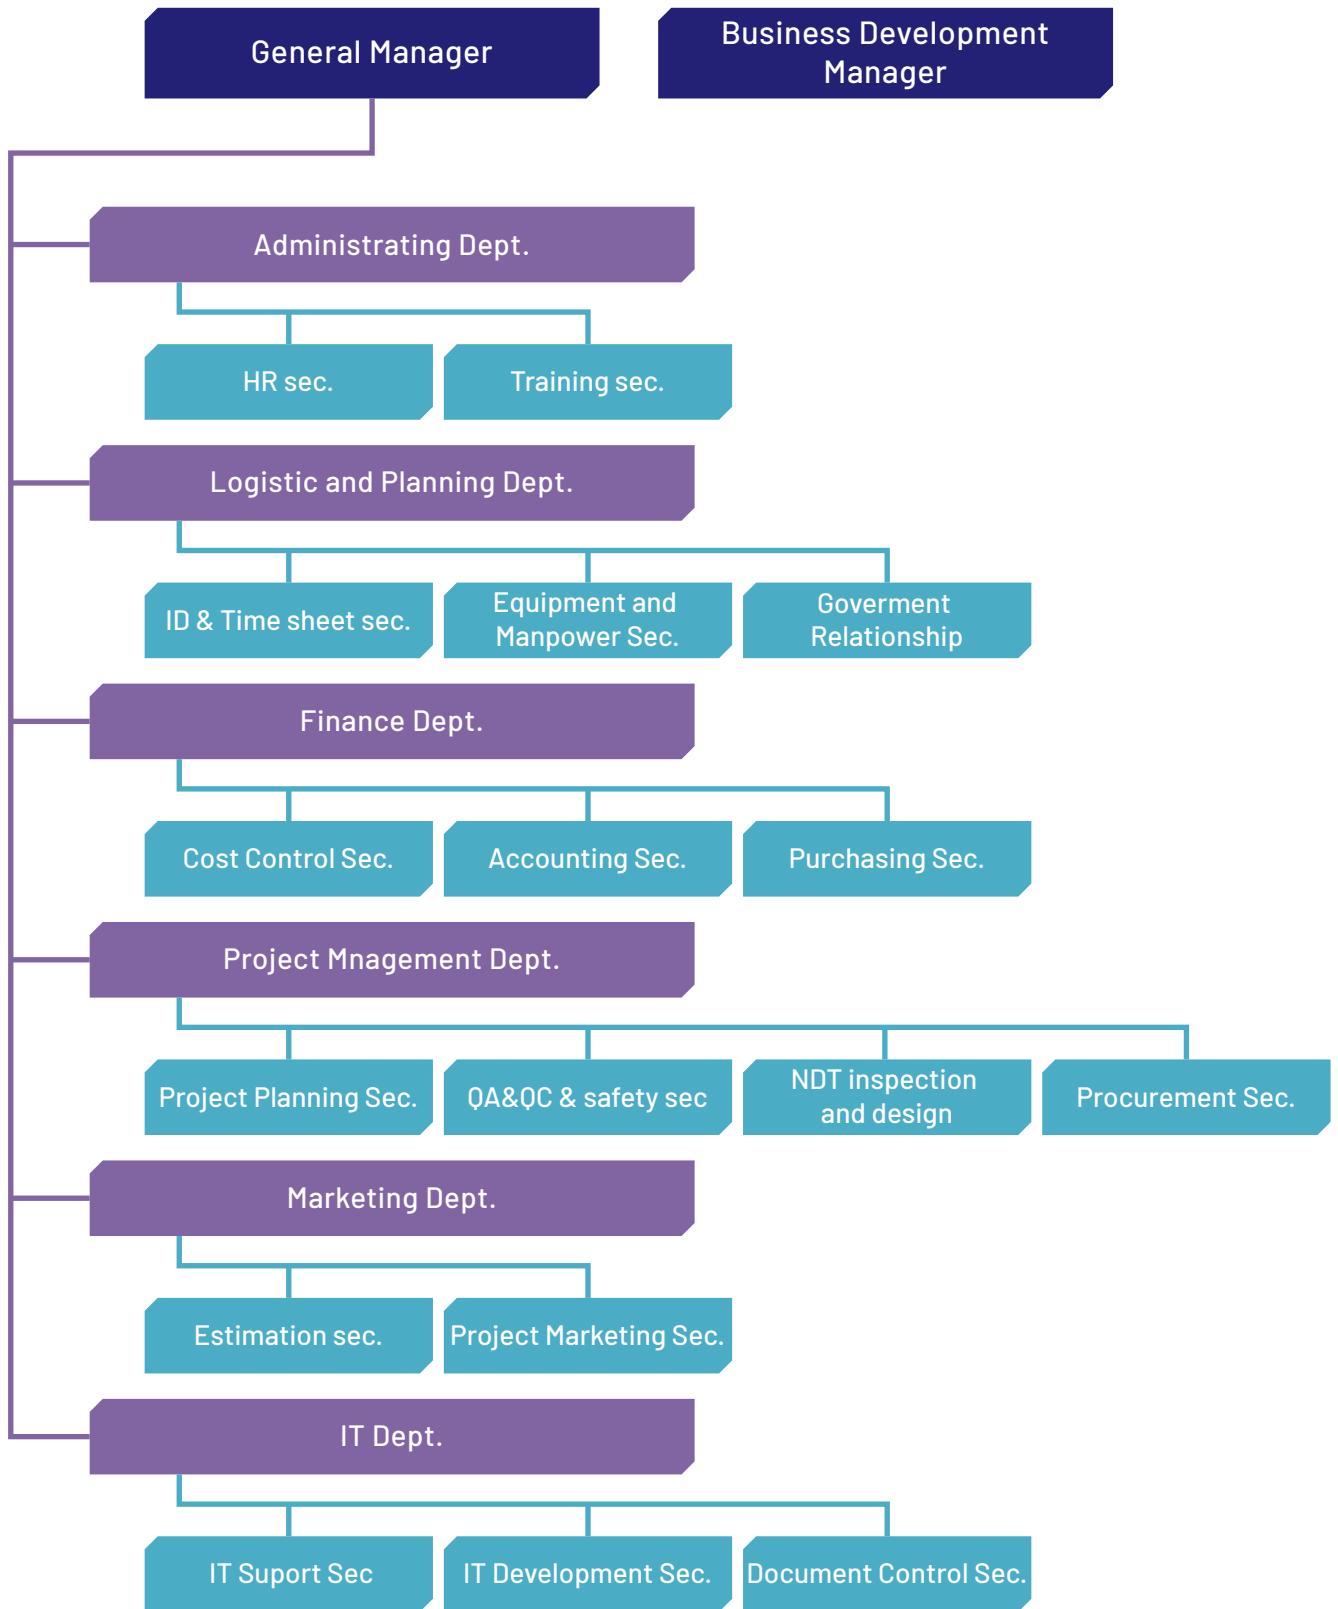 General Manager
Business Development
Manager
Administrating Dept.
HR sec.
Training sec.
Logistic and Planning Dept.
ID & Time sheet sec.
Equipment and
Manpower Sec.
Goverment
Relationship
Finance Dept.
Cost Control Sec.
Accounting Sec.
Purchasing Sec.
Project Mnagement Dept.
Project Planning Sec.
QA&QC & safety sec
NDT inspection
and design
Procurement Sec.
Marketing Dept.
Estimation sec.
Project Marketing Sec.
IT Dept.
IT Suport Sec
IT Development Sec.
Document Control Sec.